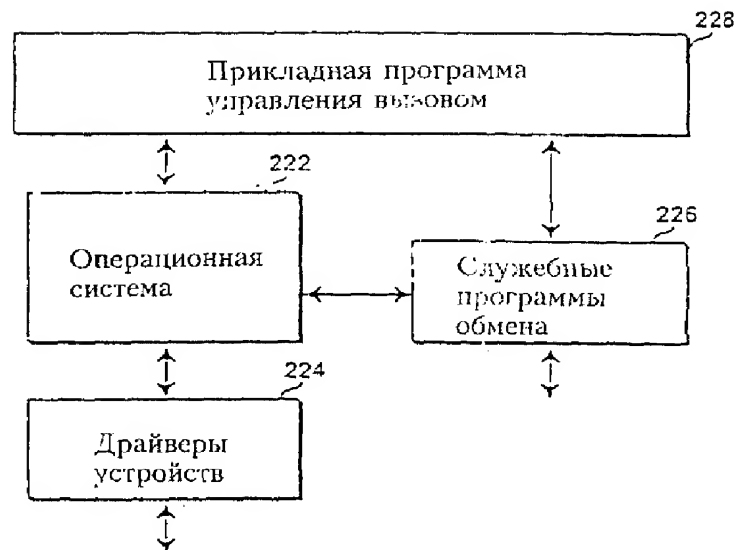 228
Прикладная программа
управления вызовом
222
226
Операционная
система
Служебные
программы
обмена
224
Драйверы
устройств